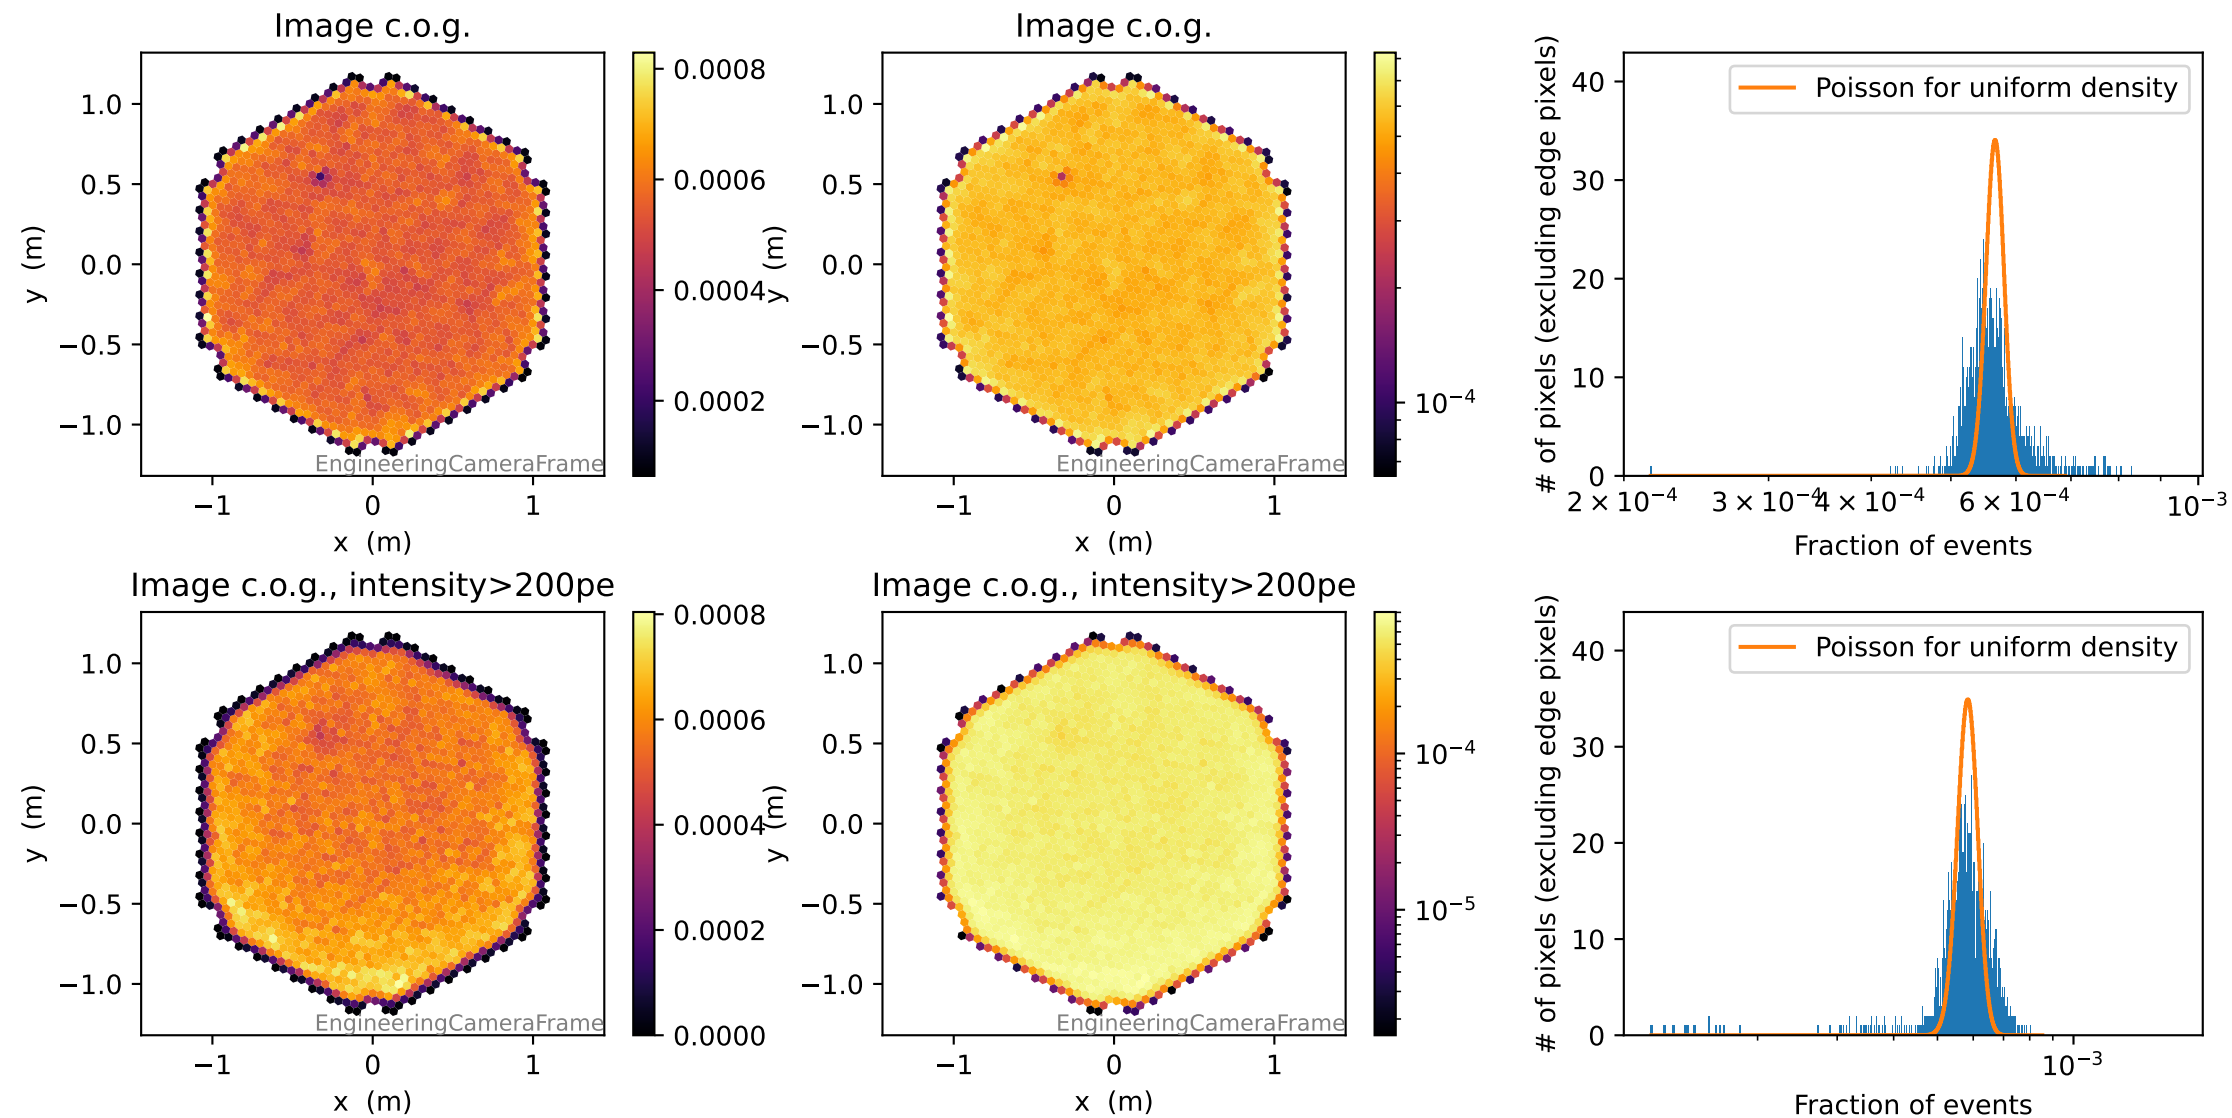 Image c.o.g.
y (m)
1.0
0.5
0.0
−0.5
−1.0
−1
0
1
x (m)
EngineeringCameraFrame
0.0008
0.0006
0.0004
0.0002
Image c.o.g.
y (m)
1.0
0.5
0.0
−0.5
−1.0
−1
0
1
x (m)
EngineeringCameraFrame
10⁻⁴
# of pixels (excluding edge pixels)
40
30
20
10
0
Poisson for uniform density
2 × 10⁻⁴
3 × 10⁻⁴
4 × 10⁻⁴
6 × 10⁻⁴
10⁻³
Fraction of events
Image c.o.g., intensity>200pe
y (m)
1.0
0.5
0.0
−0.5
−1.0
−1
0
1
x (m)
EngineeringCameraFrame
0.0008
0.0006
0.0004
0.0002
0.0000
Image c.o.g., intensity>200pe
y (m)
1.0
0.5
0.0
−0.5
−1.0
−1
0
1
x (m)
EngineeringCameraFrame
10⁻⁴
10⁻⁵
# of pixels (excluding edge pixels)
40
30
20
10
0
Poisson for uniform density
10⁻³
Fraction of events